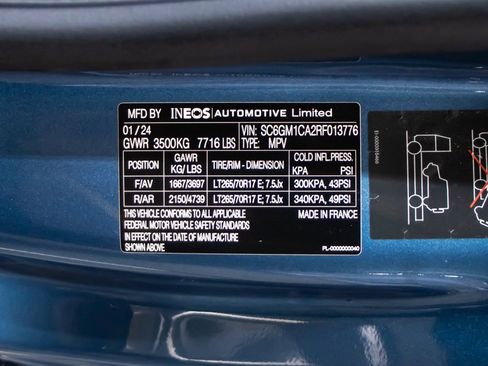 MFD BY INEOS AUTOMOTIVE Limited
01/24 VIN: SC6GM1CA2RF013776
GVWR 3500KG 7716 LBS TYPE: MPV
POSITION GAWR KG/LBS TIRE/RIM - DIMENSION COLD INFL.PRESS. KPA PSI
F/AV 1667/3697 LT265/70R17 E; 7.5Jx 300KPA, 43PSI
R/AR 2150/4739 LT265/70R17 E; 7.5Jx 340KPA, 49PSI
THIS VEHICLE CONFORMS TO ALL APPLICABLE MADE IN FRANCE
FEDERAL MOTOR VEHICLE SAFETY STANDARDS
IN EFFECT ON THE DATE OF MANUFACTURE
SHOWN ABOVE PL-0000000040